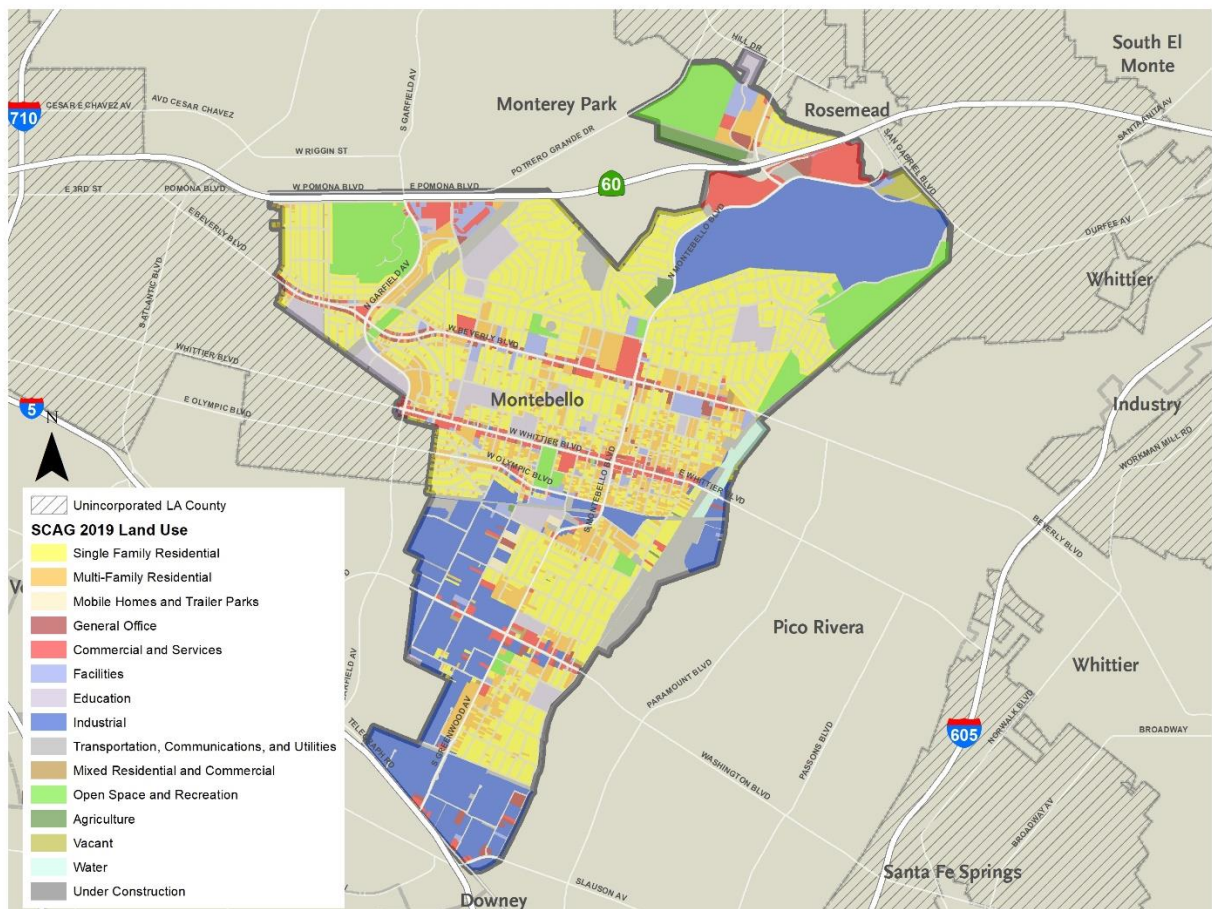 HILL DR
South El
Monte
710
CESAR E CHAVEZ AV
AVD CESAR CHAVEZ
S GARFIELD AV
Monterey Park
Rosemead
SANTA ANITA AV
W RIGGIN ST
POTRERO GRANDE DR
SAN GABRIEL BLVD
E 3RD ST
POMONA BLVD
W POMONA BLVD
E POMONA BLVD
60
E BEVERLY BLVD
DURFEE AV
N MONTEBELLO BLVD
Whittier
S ATLANTIC BLVD
N GARFIELD AV
W BEVERLY BLVD
WHITTIER BLVD
5
N
E OLYMPIC BLVD
Montebello
Industry
WORKMAN MILL RD
W WHITTIER BLVD
W OLYMPIC BLVD
S MONTEBELLO BLVD
E WHITTIER BLVD
BEVERLY BLVD
Unincorporated LA County
SCAG 2019 Land Use
Single Family Residential
Multi-Family Residential
Mobile Homes and Trailer Parks
General Office
Commercial and Services
Facilities
Education
Industrial
Transportation, Communications, and Utilities
Mixed Residential and Commercial
Open Space and Recreation
Agriculture
Vacant
Water
Under Construction
Pico Rivera
Whittier
PARAMOUNT BLVD
PASSONS BLVD
NORWALK BLVD
605
BROADWAY
TELEGRAPH RD
S GREENWOOD AV
WASHINGTON BLVD
BROADWAY AV
SLAUSON AV
Santa Fe Springs
Downey